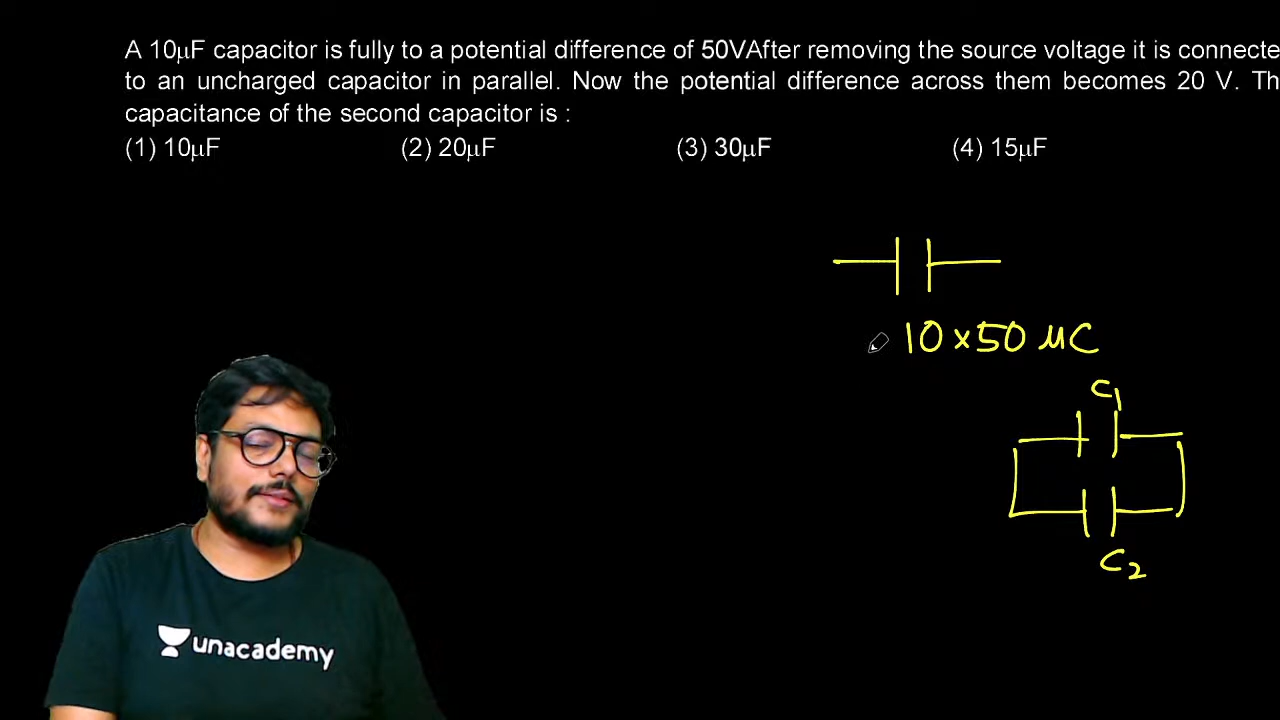 A 10μF capacitor is fully to a potential difference of 50VAfter removing the source voltage it is connecte
to an uncharged capacitor in parallel. Now the potential difference across them becomes 20 V. Th
capacitance of the second capacitor is :
(1) 10μF (2) 20μF (3) 30μF (4) 15μF
10 x 50 μC
C1
C2
unacademy